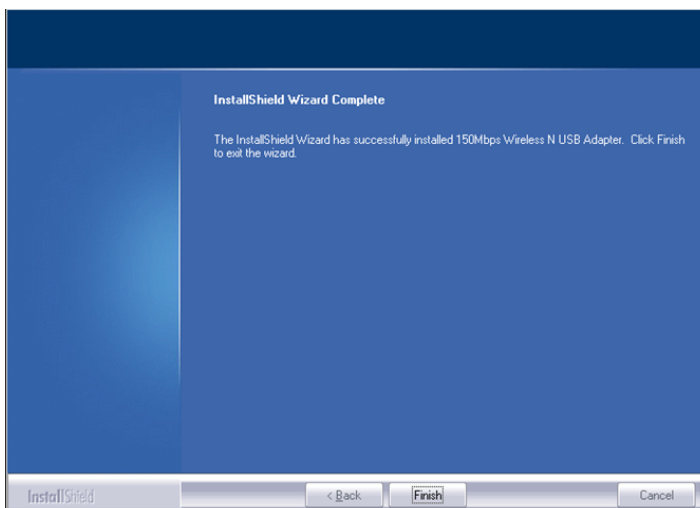 InstallShield Wizard Complete
The InstallShield Wizard has successfully installed 150Mbps Wireless N USB Adapter. Click Finish
to exit the wizard.
InstallShield
< Back
Finish
Cancel